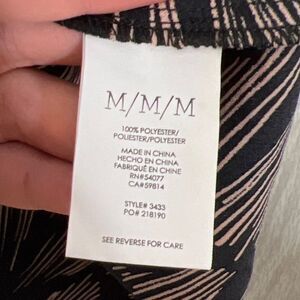 M/M/M
100% POLYESTER/
POLIESTER/POLYESTER
MADE IN CHINA
HECHO EN CHINA
FABRIQUÉ EN CHINE
RN#54077
CA#59814
STYLE# 3433
PO# 218190
SEE REVERSE FOR CARE